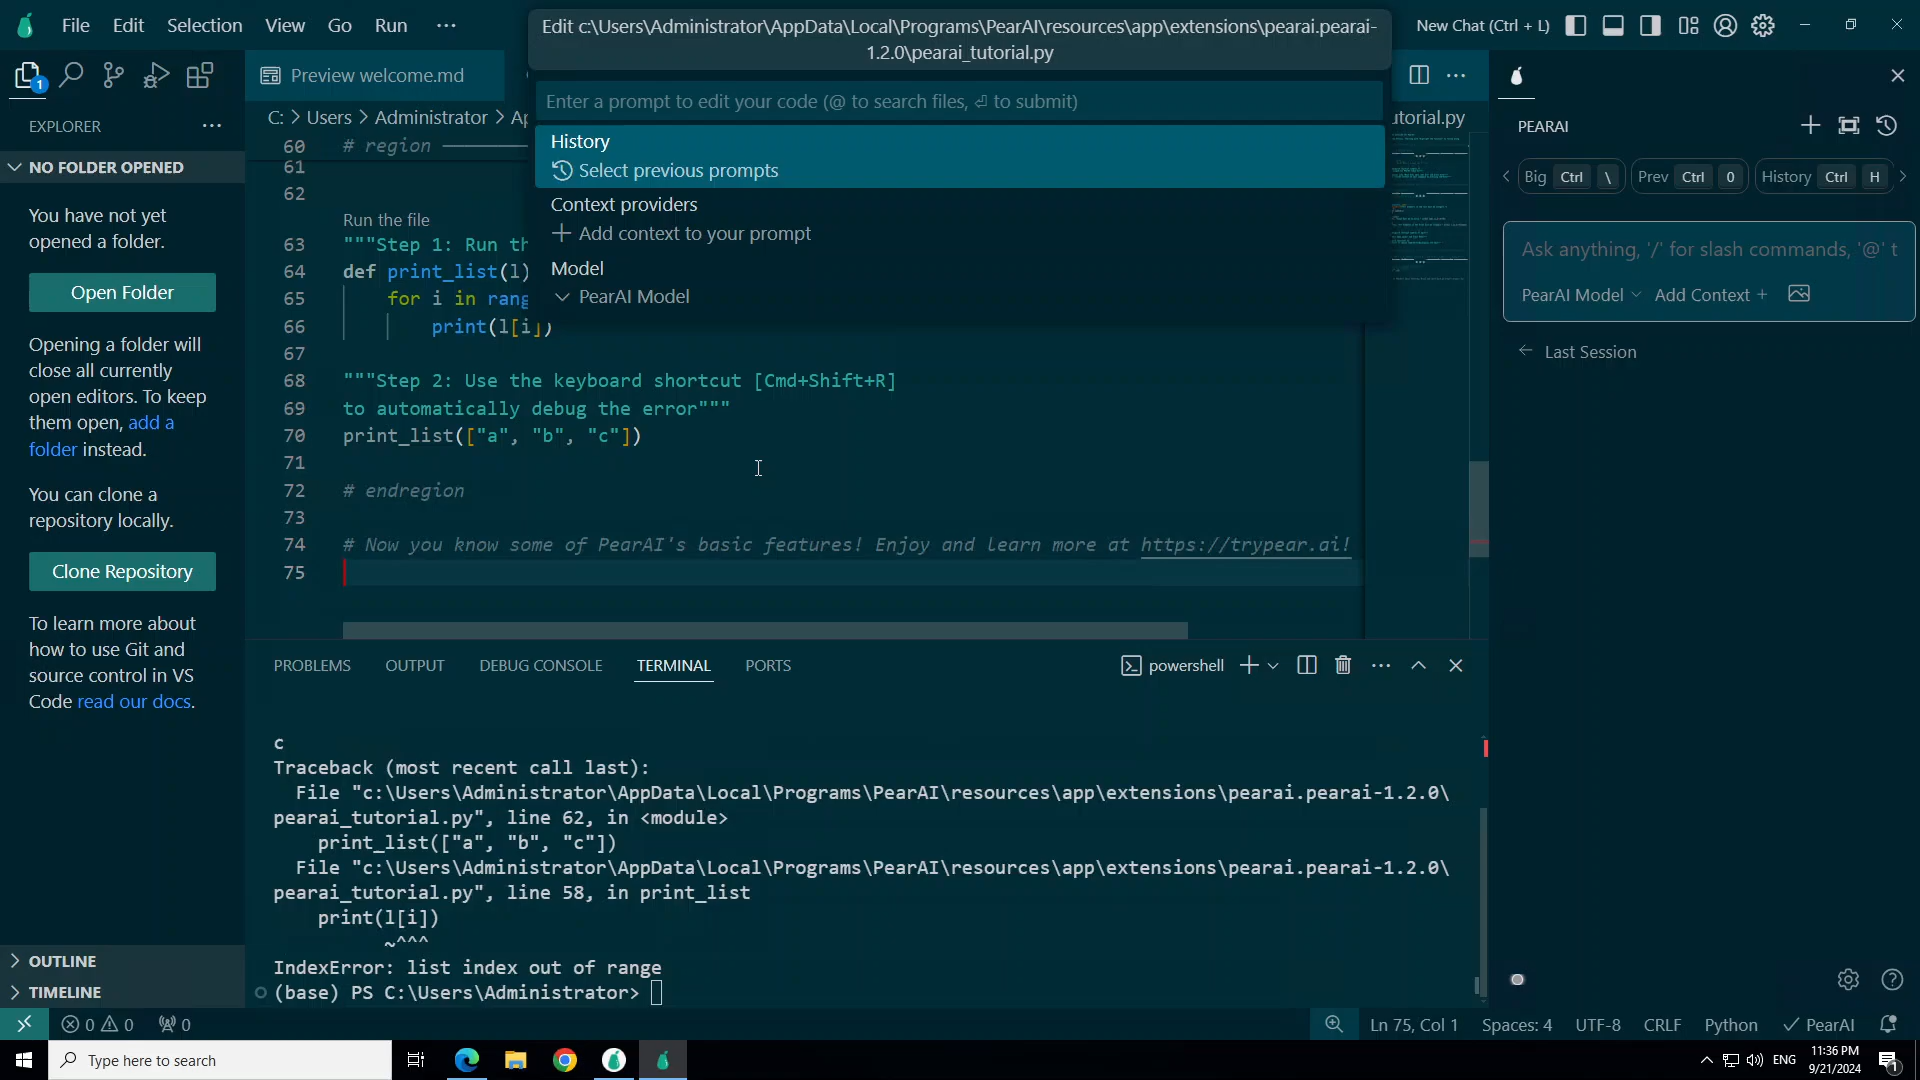 File Edit Selection View Go Run ···
Edit c:\Users\Administrator\AppData\Local\Programs\PearAI\resources\app\extensions\pearai.pearai-
1.2.0\pearai_tutorial.py
New Chat (Ctrl + L)
1
Preview welcome.md
Enter a prompt to edit your code (@ to search files, ⏎ to submit)
C: > Users > Administrator > Ap
utorial.py
History
Select previous prompts
Context providers
+ Add context to your prompt
Model
PearAI Model
EXPLORER ···
NO FOLDER OPENED
You have not yet
opened a folder.
Open Folder
Opening a folder will
close all currently
open editors. To keep
them open, add a
folder instead.
You can clone a
repository locally.
Clone Repository
To learn more about
how to use Git and
source control in VS
Code read our docs.
OUTLINE
TIMELINE
60 # region
61
62
Run the file
63 """Step 1: Run th
64 def print_list(l)
65 for i in rang
66 print(l[i])
67
68 """Step 2: Use the keyboard shortcut [Cmd+Shift+R]
69 to automatically debug the error"""
70 print_list(["a", "b", "c"])
71
72 # endregion
73
74 # Now you know some of PearAI's basic features! Enjoy and learn more at https://trypear.ai!
75
PROBLEMS OUTPUT DEBUG CONSOLE TERMINAL PORTS
powershell
c
Traceback (most recent call last):
File "c:\Users\Administrator\AppData\Local\Programs\PearAI\resources\app\extensions\pearai.pearai-1.2.0\
pearai_tutorial.py", line 62, in <module>
print_list(["a", "b", "c"])
File "c:\Users\Administrator\AppData\Local\Programs\PearAI\resources\app\extensions\pearai.pearai-1.2.0\
pearai_tutorial.py", line 58, in print_list
print(l[i])
~^^^
IndexError: list index out of range
(base) PS C:\Users\Administrator>
PEARAI
Big Ctrl \ Prev Ctrl 0 History Ctrl H
Ask anything, '/' for slash commands, '@' t
PearAI Model Add Context +
Last Session
0 0 0
Ln 75, Col 1 Spaces: 4 UTF-8 CRLF Python PearAI
Type here to search
ENG
11:36 PM
9/21/2024
1